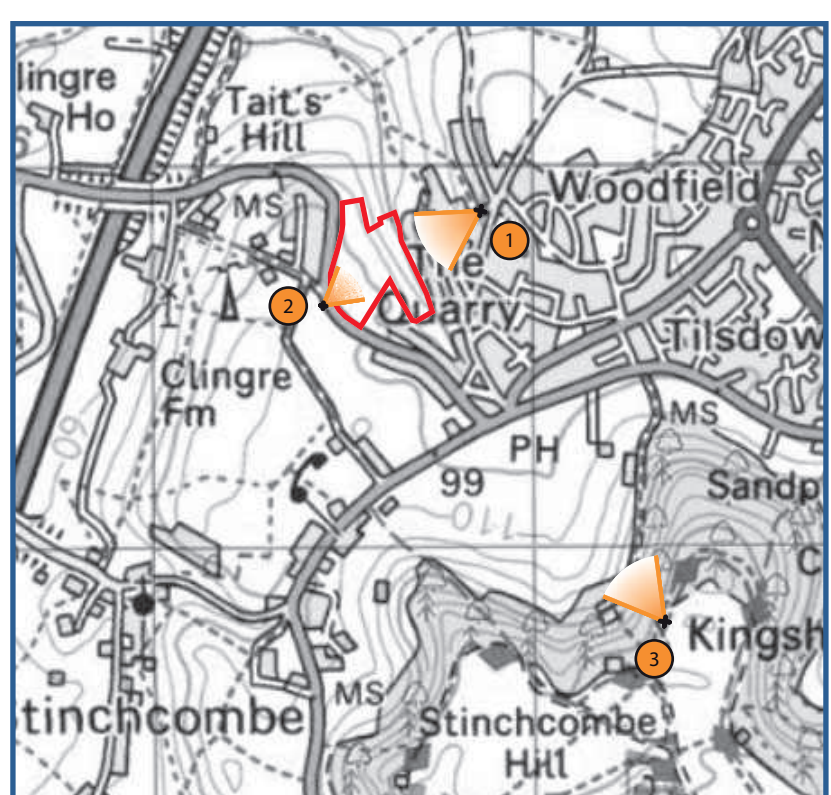 lingre
Ho
Tait's
Hill
MS
Woodfield
1
The
Quarry
2
Tilsdow
Clingre
Fm
MS
60
PH
99
110
Sandp
C
Kingsh
3
MS
tinchcombe
Stinchcombe
Hill